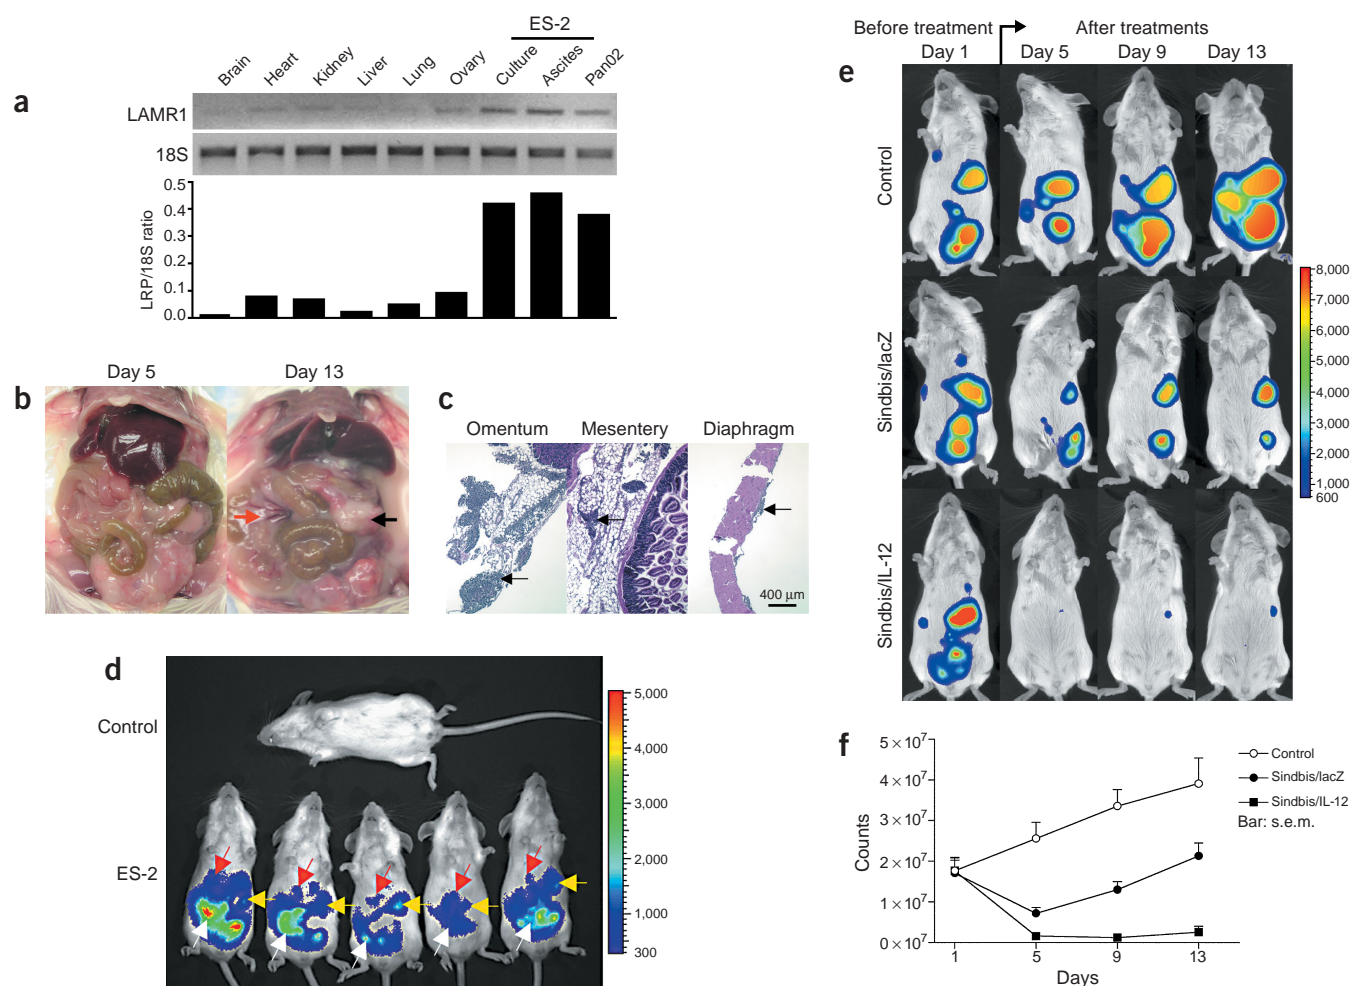 a
ES-2
Brain
Heart
Kidney
Liver
Lung
Ovary
Culture
Ascites
Pan02
LAMR1
18S
LRP/18S ratio
0.5
0.4
0.3
0.2
0.1
0.0
b
Day 5
Day 13
c
Omentum
Mesentery
Diaphragm
400 μm
d
Control
ES-2
5,000
4,000
3,000
2,000
1,000
300
e
Before treatment
After treatments
Day 1
Day 5
Day 9
Day 13
Control
Sindbis/lacZ
Sindbis/IL-12
8,000
7,000
6,000
5,000
4,000
3,000
2,000
1,000
600
f
Counts
5 × 10⁷
4 × 10⁷
3 × 10⁷
2 × 10⁷
1 × 10⁷
0 × 10⁷
1
5
9
13
Days
Control
Sindbis/lacZ
Sindbis/IL-12
Bar: s.e.m.